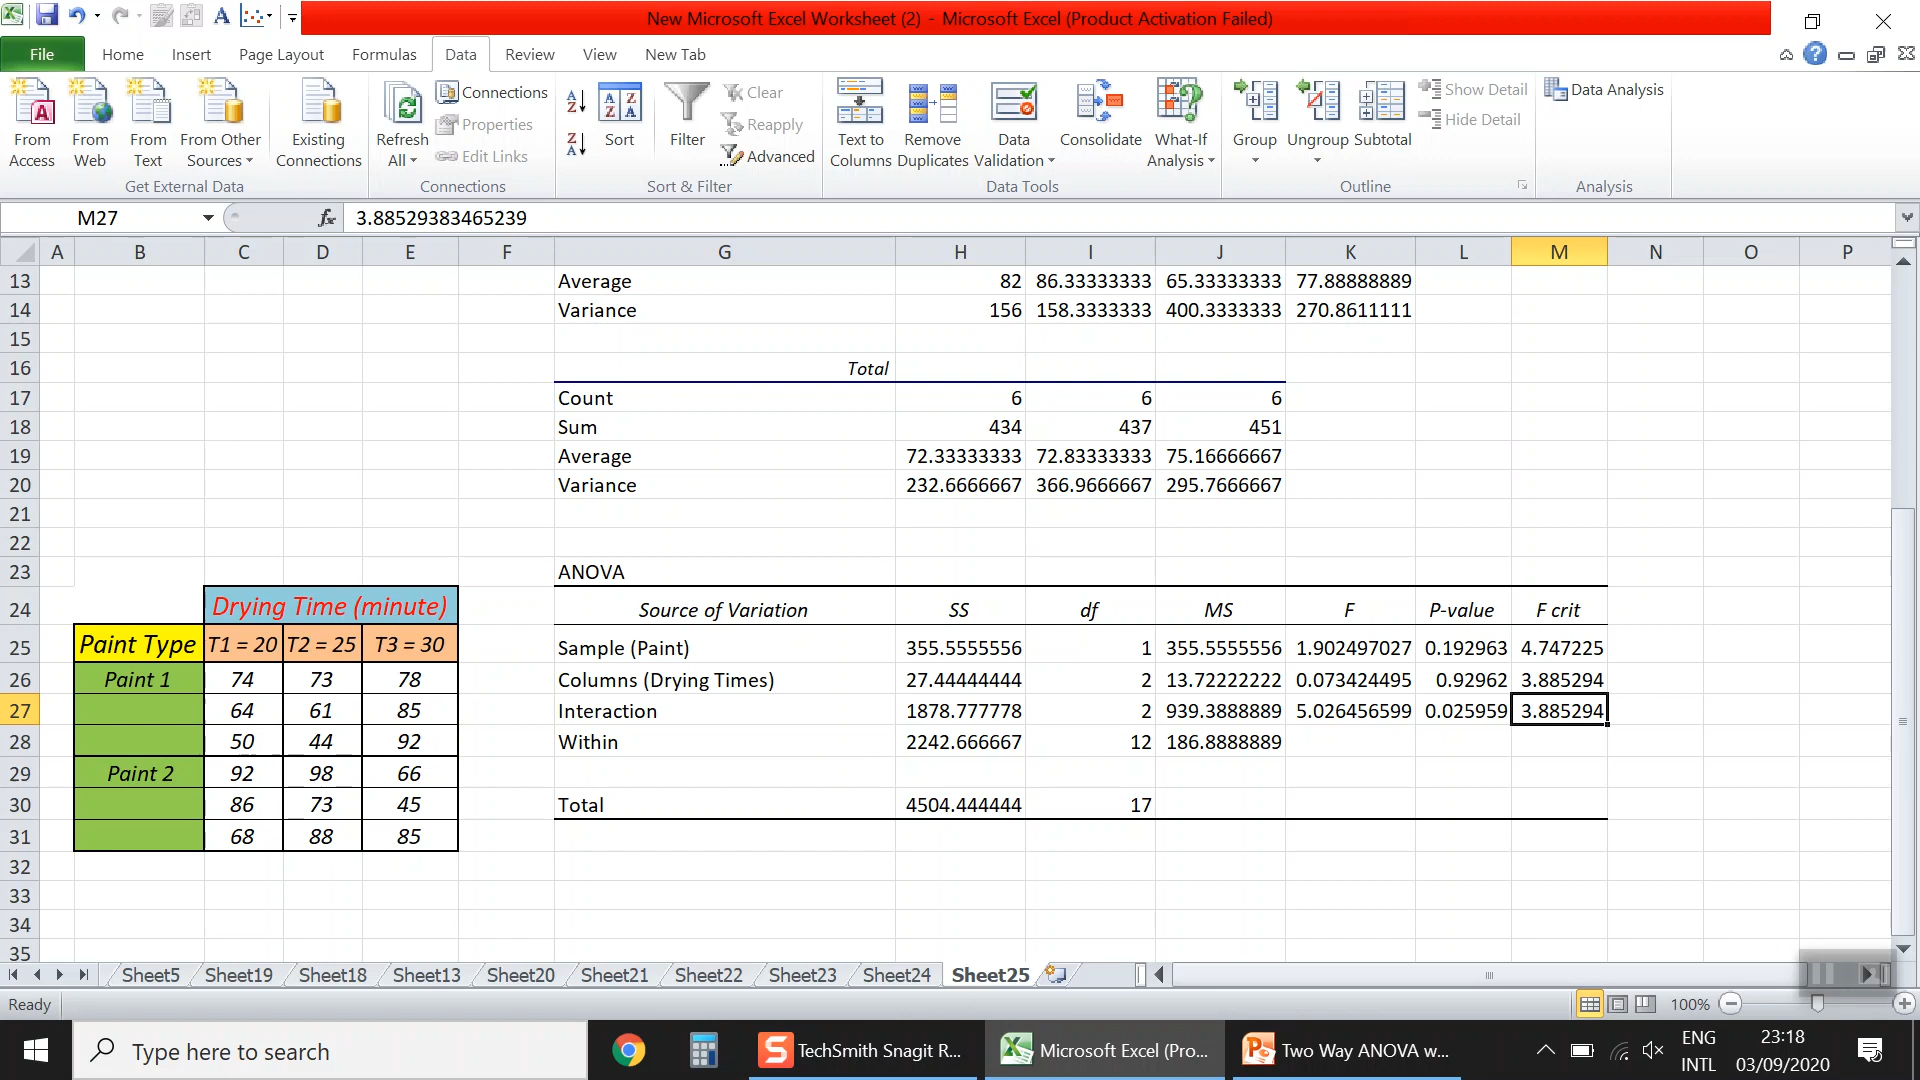 New Microsoft Excel Worksheet (2) - Microsoft Excel (Product Activation Failed)
File Home Insert Page Layout Formulas Data Review View New Tab
From Access From Web From Text From Other Sources Existing Connections Refresh All Connections Properties Edit Links Sort Filter Clear Reapply Advanced Text to Columns Remove Duplicates Data Validation Consolidate What-If Analysis Group Ungroup Subtotal Show Detail Hide Detail Data Analysis
Get External Data Connections Sort & Filter Data Tools Outline Analysis
M27 fx 3.88529383465239
A B C D E F G H I J K L M N O P
13 Average 82 86.33333333 65.33333333 77.88888889
14 Variance 156 158.3333333 400.3333333 270.8611111
15
16 Total
17 Count 6 6 6
18 Sum 434 437 451
19 Average 72.33333333 72.83333333 75.16666667
20 Variance 232.6666667 366.9666667 295.7666667
21
22
23 ANOVA
24 Drying Time (minute) Source of Variation SS df MS F P-value F crit
25 Paint Type T1 = 20 T2 = 25 T3 = 30 Sample (Paint) 355.5555556 1 355.5555556 1.902497027 0.192963 4.747225
26 Paint 1 74 73 78 Columns (Drying Times) 27.44444444 2 13.72222222 0.073424495 0.92962 3.885294
27 64 61 85 Interaction 1878.777778 2 939.3888889 5.026456599 0.025959 3.885294
28 50 44 92 Within 2242.666667 12 186.8888889
29 Paint 2 92 98 66
30 86 73 45 Total 4504.444444 17
31 68 88 85
32
33
34
35
Sheet5 Sheet19 Sheet18 Sheet13 Sheet20 Sheet21 Sheet22 Sheet23 Sheet24 Sheet25
Ready 100%
Type here to search TechSmith Snagit R... Microsoft Excel (Pro... Two Way ANOVA w... ENG 23:18
INTL 03/09/2020